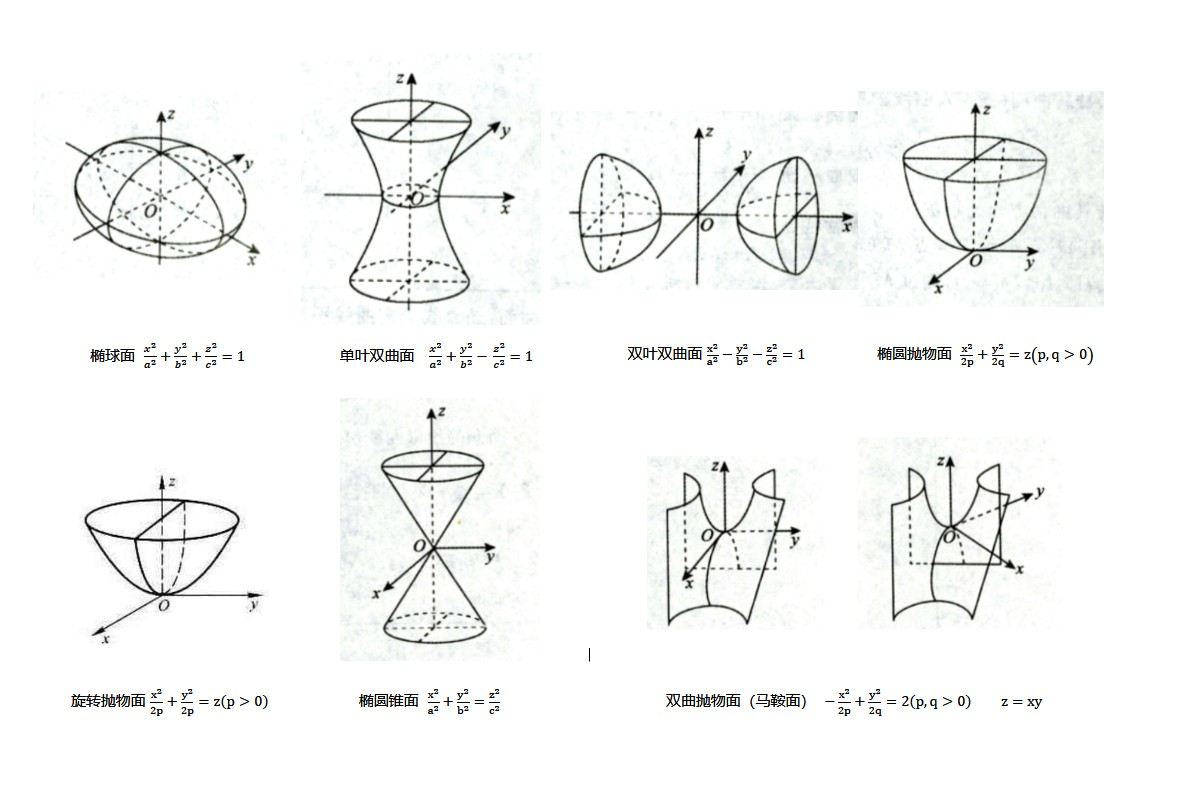 z y x O
z y x O
z y x O
z y x O
椭球面 x²/a² + y²/b² + z²/c² = 1
单叶双曲面 x²/a² + y²/b² − z²/c² = 1
双叶双曲面 x²/a² − y²/b² − z²/c² = 1
椭圆抛物面 x²/2p + y²/2q = z(p, q > 0)
z y x O
z y x O
z y x O
z y x O
旋转抛物面 x²/2p + y²/2p = z(p > 0)
椭圆锥面 x²/a² + y²/b² = z²/c²
双曲抛物面（马鞍面） − x²/2p + y²/2q = 2(p, q > 0) z = xy